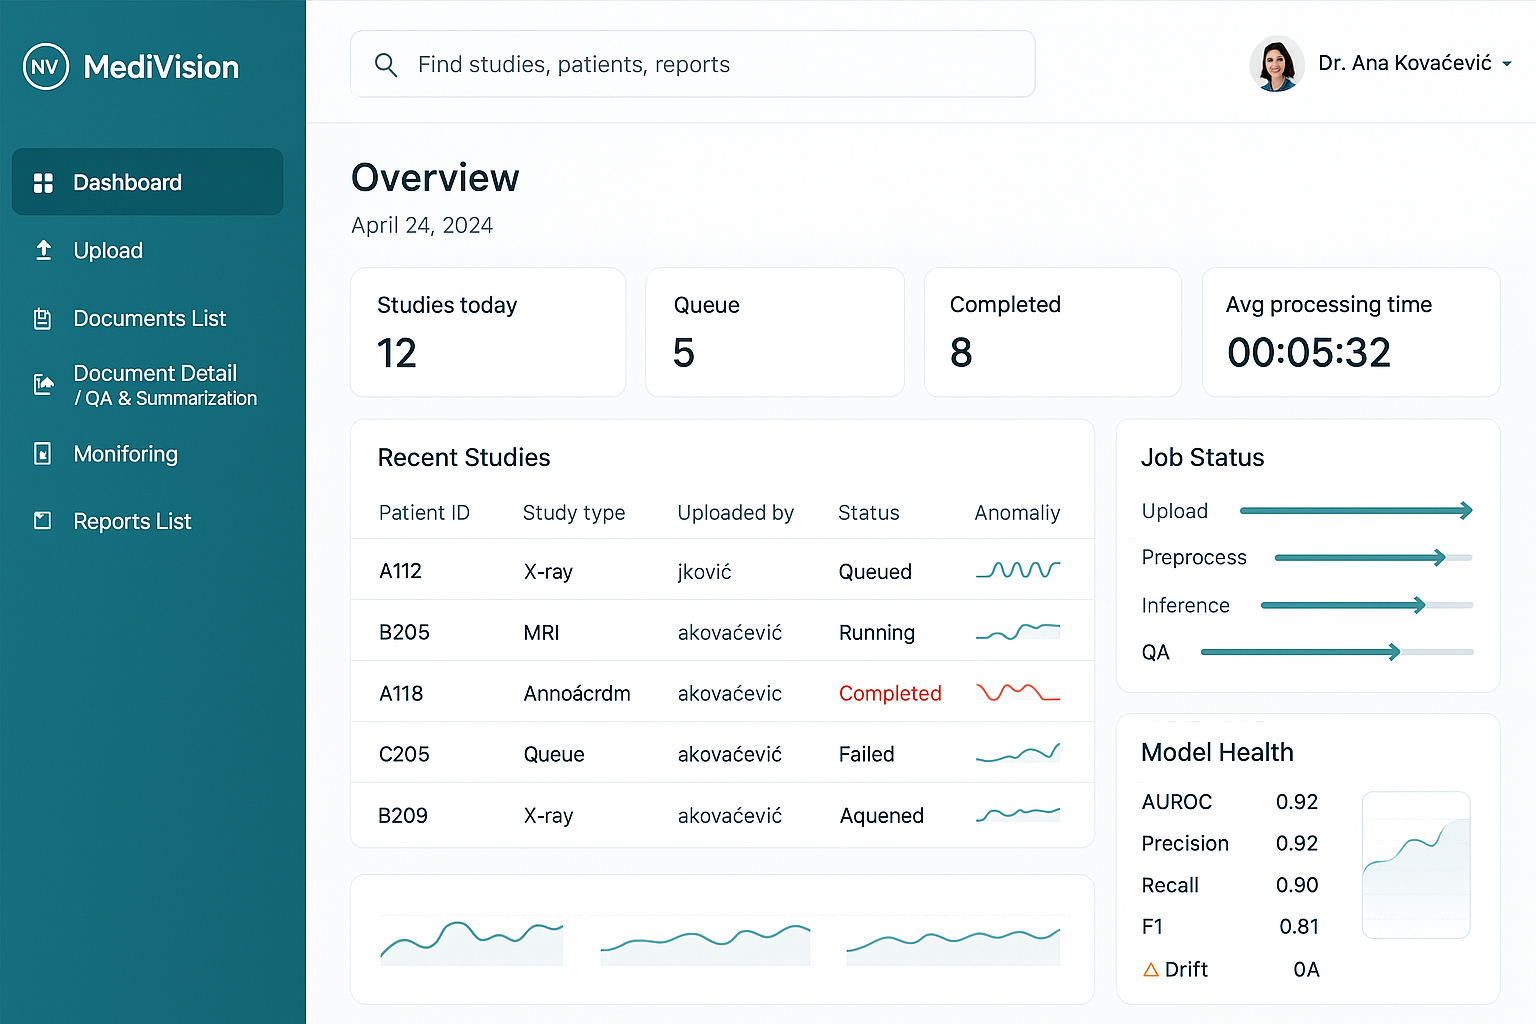 NV MediVision
Find studies, patients, reports
Dr. Ana Kovaćević
Dashboard
Upload
Documents List
Document Detail
/ QA & Summarization
Moniforing
Reports List
Overview
April 24, 2024
Studies today
12
Queue
5
Completed
8
Avg processing time
00:05:32
Recent Studies
Patient ID Study type Uploaded by Status Anomaliy
A112 X-ray jković Queued
B205 MRI akovaćević Running
A118 Annoácrdm akovaćevic Completed
C205 Queue akovaćević Failed
B209 X-ray akovaćević Aquened
Job Status
Upload
Preprocess
Inference
QA
Model Health
AUROC 0.92
Precision 0.92
Recall 0.90
F1 0.81
Drift 0A